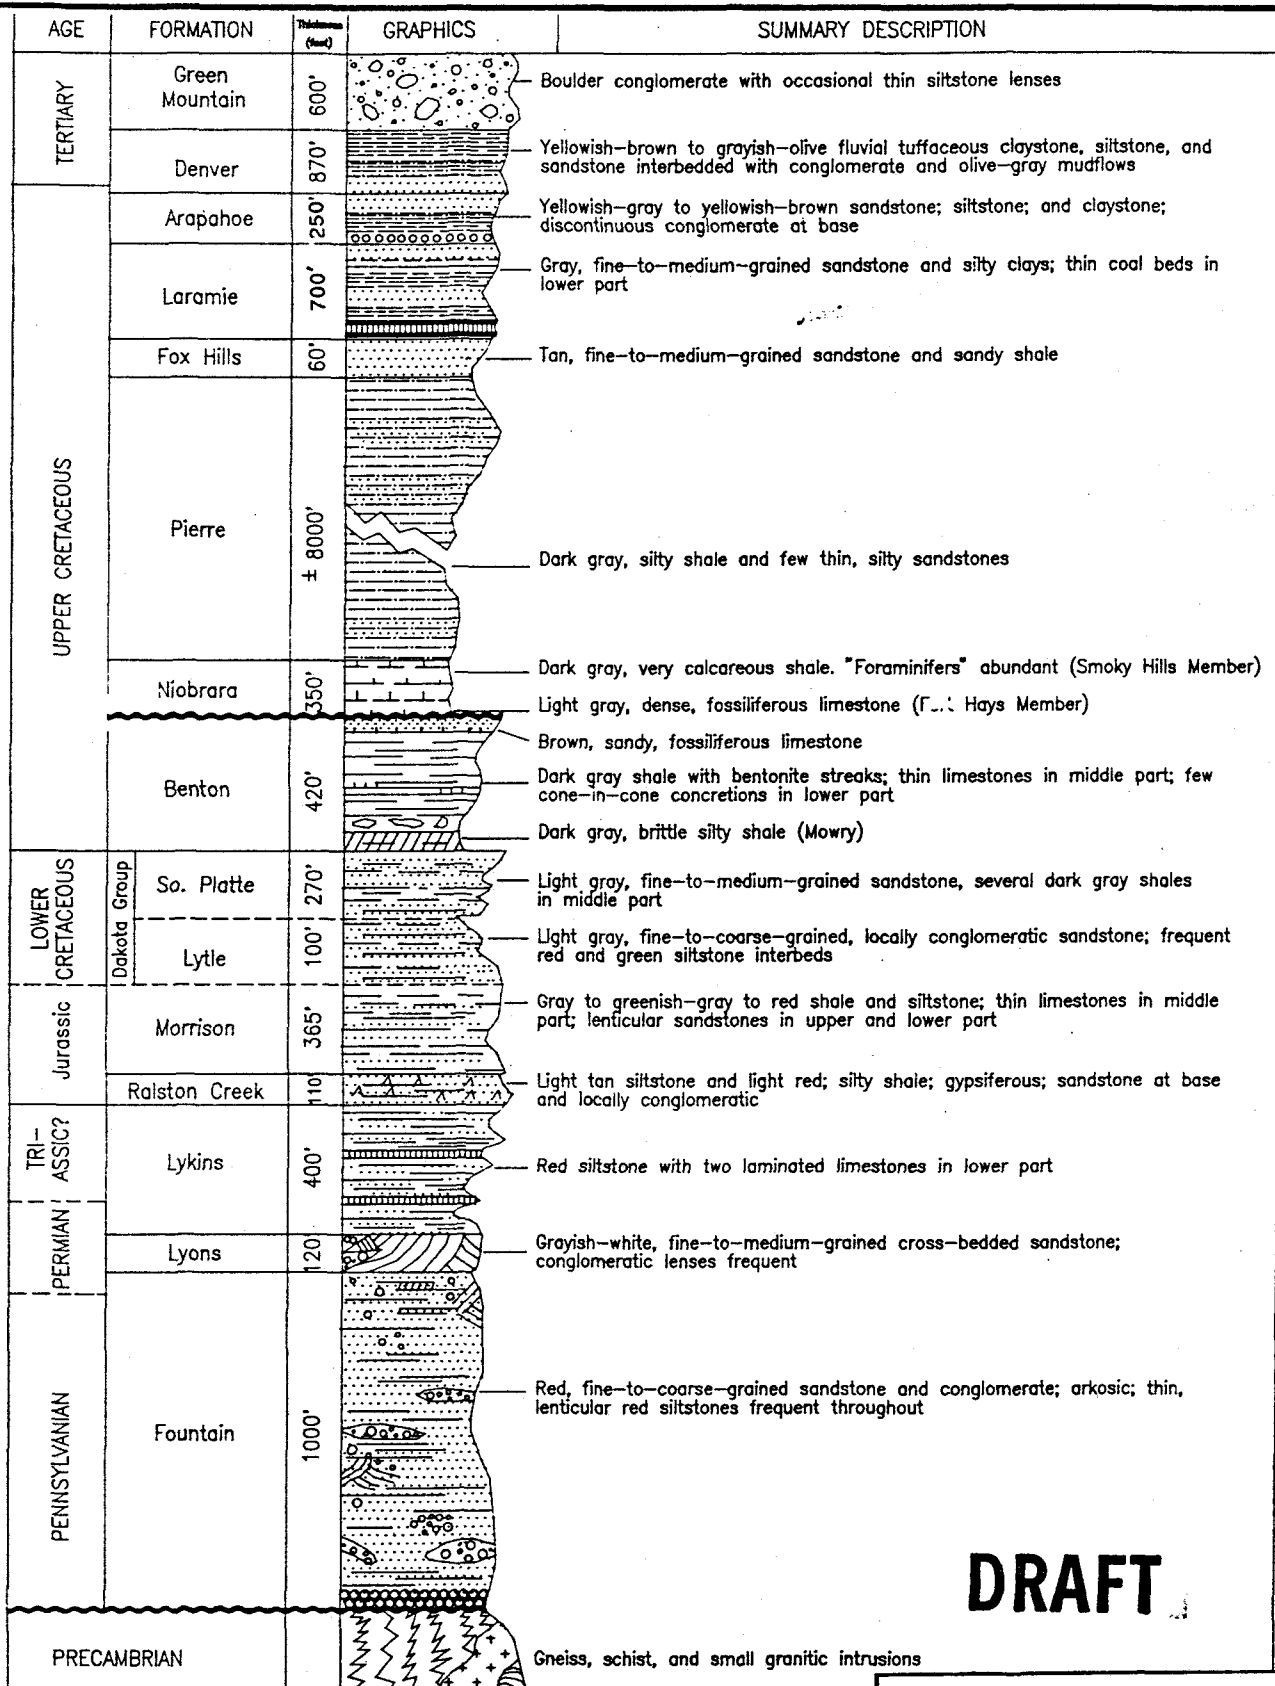 AGE FORMATION Thickness (feet) GRAPHICS SUMMARY DESCRIPTION
TERTIARY
Green
Mountain
600'
Boulder conglomerate with occasional thin siltstone lenses
Denver
870'
Yellowish-brown to grayish-olive fluvial tuffaceous claystone, siltstone, and
sandstone interbedded with conglomerate and olive-gray mudflows
UPPER CRETACEOUS
Arapahoe
250'
Yellowish-gray to yellowish-brown sandstone; siltstone; and claystone;
discontinuous conglomerate at base
Laramie
700'
Gray, fine-to-medium-grained sandstone and silty clays; thin coal beds in
lower part
Fox Hills
60'
Tan, fine-to-medium-grained sandstone and sandy shale
Pierre
± 8000'
Dark gray, silty shale and few thin, silty sandstones
Niobrara
350'
Dark gray, very calcareous shale. "Foraminifers" abundant (Smoky Hills Member)
Light gray, dense, fossiliferous limestone ( Hays Member)
Benton
420'
Brown, sandy, fossiliferous limestone
Dark gray shale with bentonite streaks; thin limestones in middle part; few
cone-in-cone concretions in lower part
Dark gray, brittle silty shale (Mowry)
LOWER
CRETACEOUS
Dakota Group
So. Platte
270'
Light gray, fine-to-medium-grained sandstone, several dark gray shales
in middle part
Lytle
100'
Light gray, fine-to-coarse-grained, locally conglomeratic sandstone; frequent
red and green siltstone interbeds
Jurassic
Morrison
365'
Gray to greenish-gray to red shale and siltstone; thin limestones in middle
part; lenticular sandstones in upper and lower part
Ralston Creek
110'
Light tan siltstone and light red; silty shale; gypsiferous; sandstone at base
and locally conglomeratic
TRI-
ASSIC?
Lykins
400'
Red siltstone with two laminated limestones in lower part
PERMIAN
Lyons
120'
Grayish-white, fine-to-medium-grained cross-bedded sandstone;
conglomeratic lenses frequent
PENNSYLVANIAN
Fountain
1000'
Red, fine-to-coarse-grained sandstone and conglomerate; arkosic; thin,
lenticular red siltstones frequent throughout
DRAFT
PRECAMBRIAN
Gneiss, schist, and small granitic intrusions